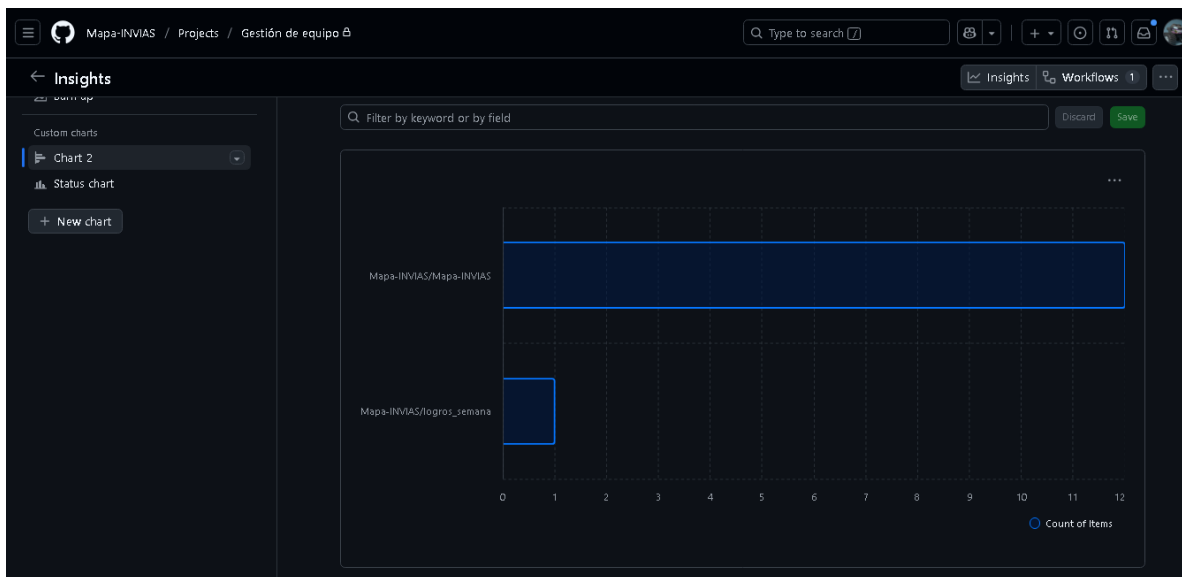 Mapa-INVIAS / Projects / Gestión de equipo
Type to search /
Insights
Insights
Workflows 1
Burn up
Custom charts
Chart 2
Status chart
New chart
Filter by keyword or by field
Discard
Save
Mapa-INVIAS/Mapa-INVIAS
Mapa-INVIAS/logros_semana
0 1 2 3 4 5 6 7 8 9 10 11 12
Count of Items